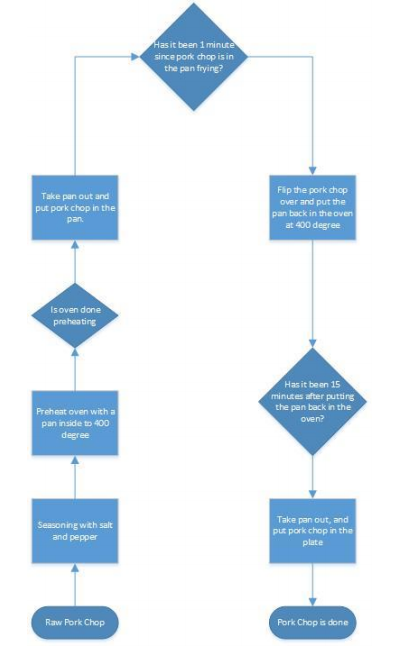 Has it been 1 minute
since pork chop is in
the pan frying?
Take pan out and
put pork chop in the
pan.
Flip the pork chop
over and put the
pan back in the oven
at 400 degree
Is oven done
preheating
Has it been 15
minutes after putting
the pan back in the
oven?
Preheat oven with a
pan inside to 400
degree
Seasoning with salt
and pepper
Take pan out, and
put pork chop in the
plate
Raw Pork Chop
Pork Chop is done